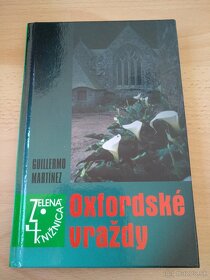 GUILLERMO
MARTÍNEZ
ZELENÁ
KNIŽNICA
Oxfordské
vraždy